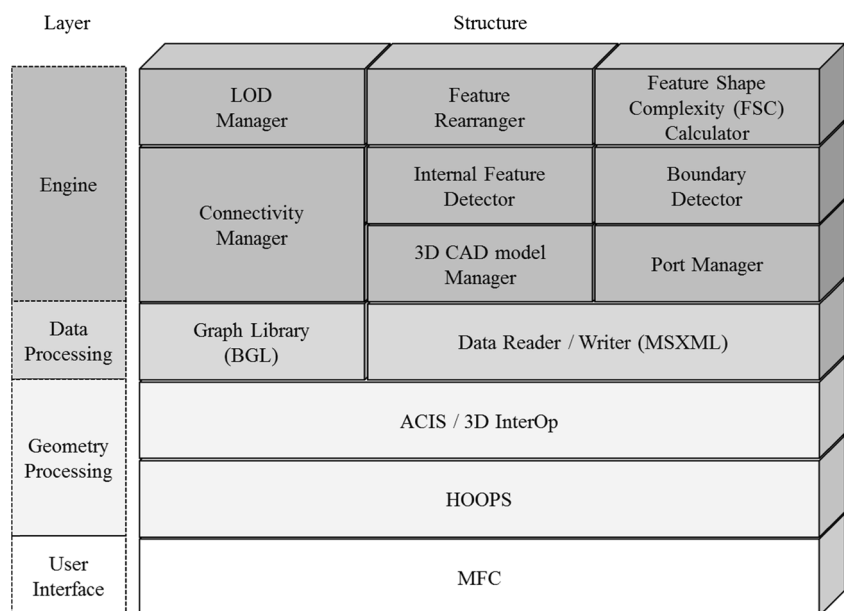 Layer
Structure
Engine
LOD
Manager
Feature
Rearranger
Feature Shape
Complexity (FSC)
Calculator
Connectivity
Manager
Internal Feature
Detector
Boundary
Detector
3D CAD model
Manager
Port Manager
Data
Processing
Graph Library
(BGL)
Data Reader / Writer (MSXML)
Geometry
Processing
ACIS / 3D InterOp
HOOPS
User
Interface
MFC